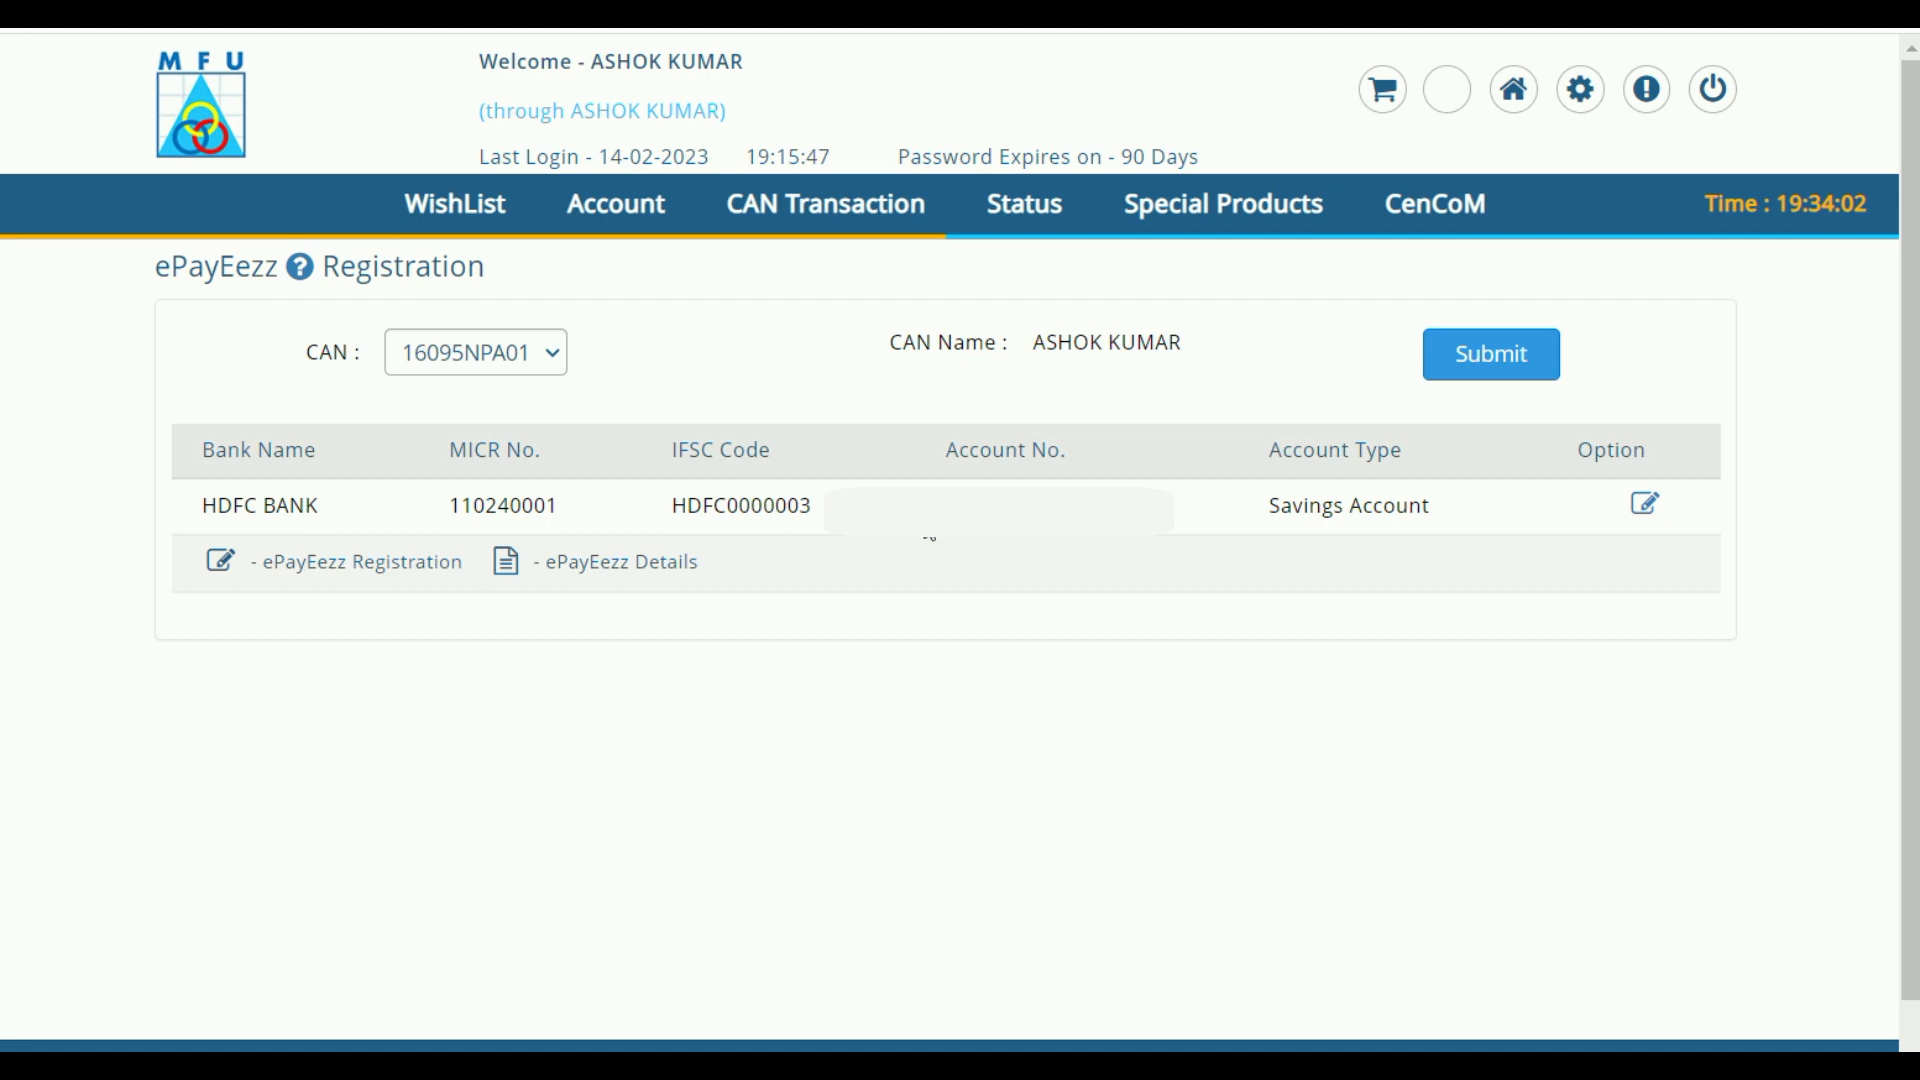 MFU
Welcome - ASHOK KUMAR
(through ASHOK KUMAR)
Last Login - 14-02-2023 19:15:47 Password Expires on - 90 Days
WishList Account CAN Transaction Status Special Products CenCoM Time : 19:34:02
ePayEezz ? Registration
CAN : 16095NPA01 CAN Name : ASHOK KUMAR Submit
Bank Name MICR No. IFSC Code Account No. Account Type Option
HDFC BANK 110240001 HDFC0000003 Savings Account
- ePayEezz Registration - ePayEezz Details